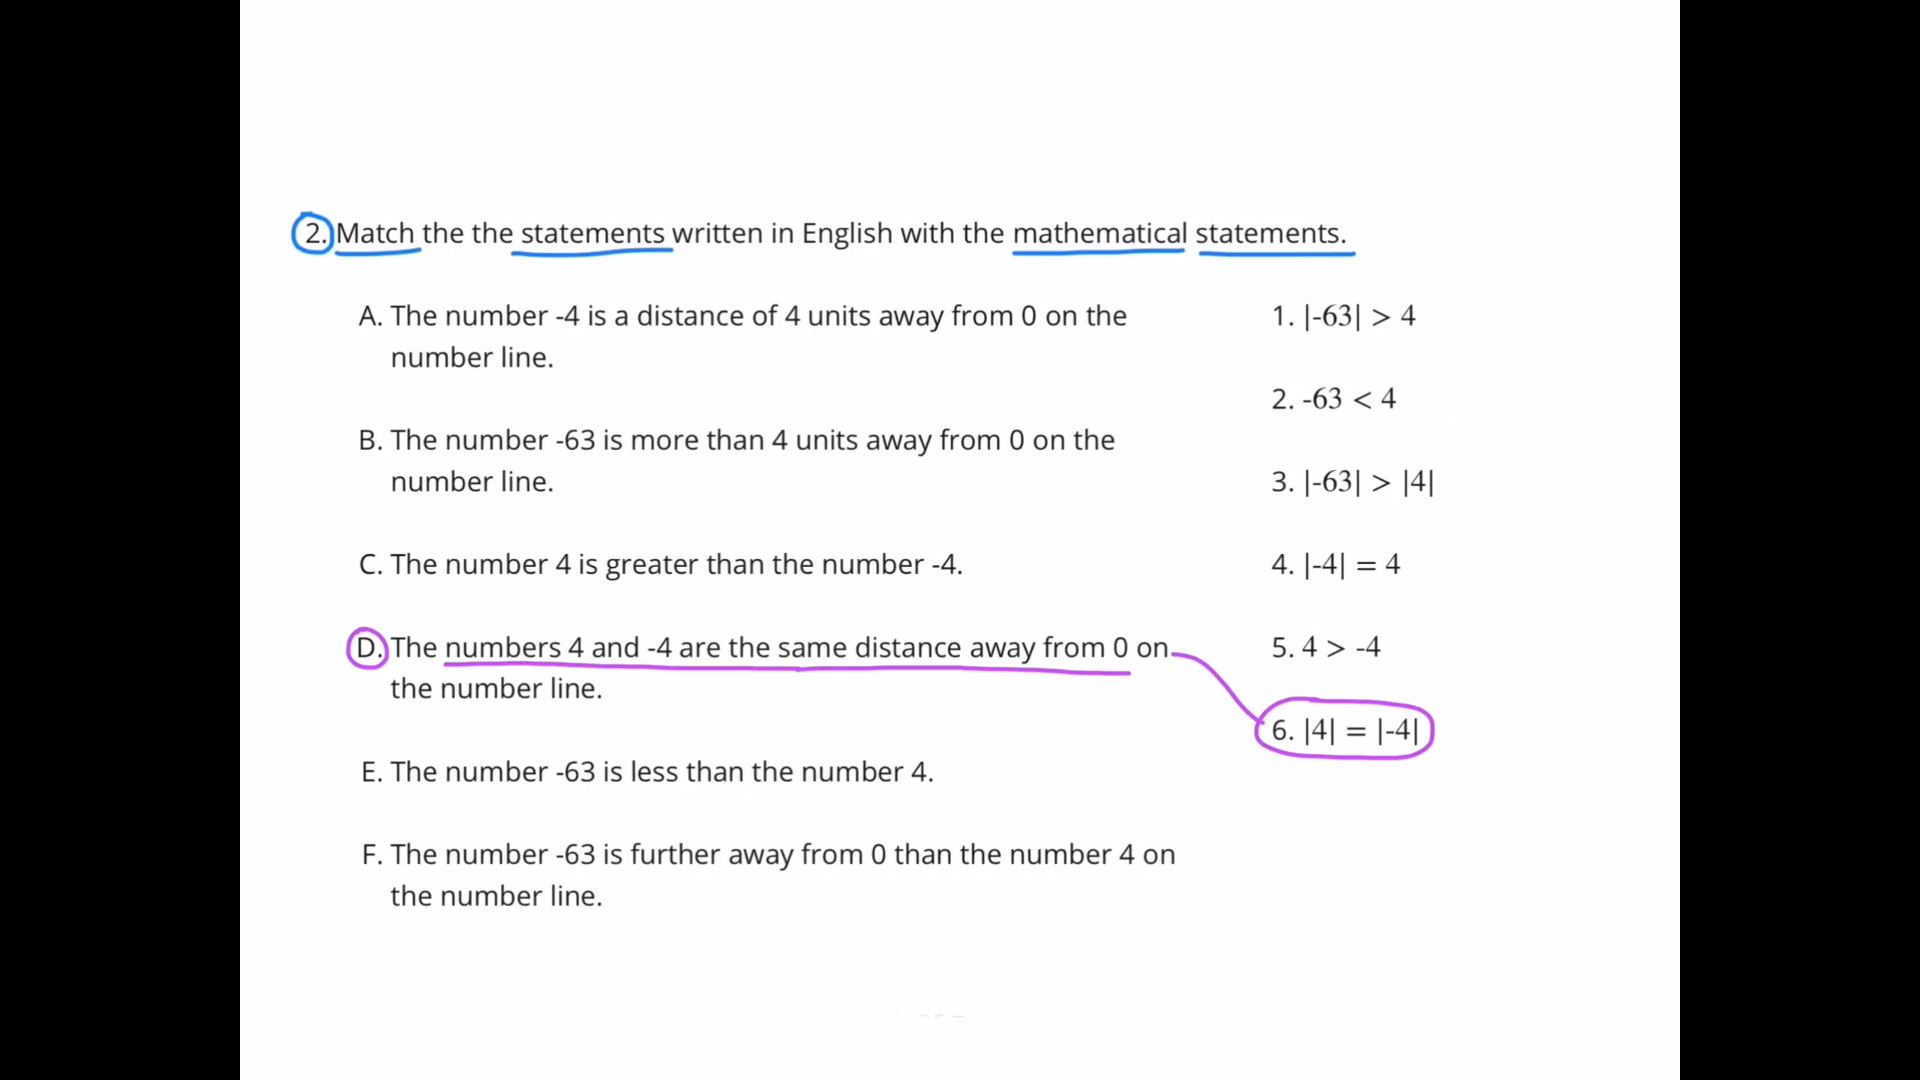 2. Match the the statements written in English with the mathematical statements.
A. The number -4 is a distance of 4 units away from 0 on the
number line.
B. The number -63 is more than 4 units away from 0 on the
number line.
C. The number 4 is greater than the number -4.
D. The numbers 4 and -4 are the same distance away from 0 on
the number line.
E. The number -63 is less than the number 4.
F. The number -63 is further away from 0 than the number 4 on
the number line.
1. |-63| > 4
2. -63 < 4
3. |-63| > |4|
4. |-4| = 4
5. 4 > -4
6. |4| = |-4|